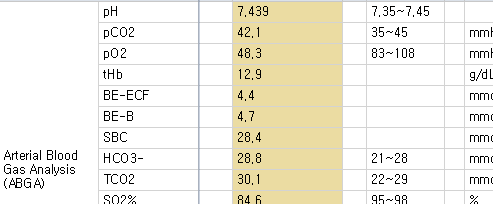 pH 7,439 7,35~7,45
pCO2 42,1 35~45 mmH
pO2 48,3 83~108 mmH
tHb 12,9 g/dL
BE-ECF 4,4 mmo
BE-B 4,7 mmo
SBC 28,4 mmo
Arterial Blood Gas Analysis (ABGA)
HCO3- 28,8 21~28 mmo
TCO2 30,1 22~29 mmo
SO2% 84,6 95~98 %